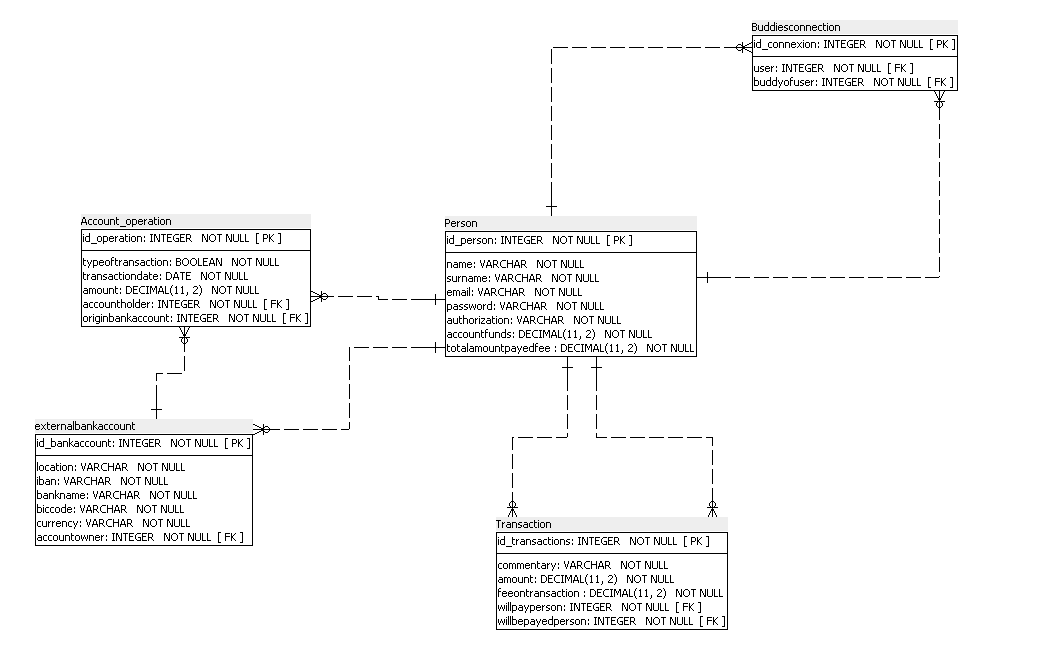 Buddiesconnection
id_connexion: INTEGER NOT NULL [ PK ]
user: INTEGER NOT NULL [ FK ]
buddyofuser: INTEGER NOT NULL [ FK ]
Account_operation
id_operation: INTEGER NOT NULL [ PK ]
typeoftransaction: BOOLEAN NOT NULL
transactiondate: DATE NOT NULL
amount: DECIMAL(11, 2) NOT NULL
accountholder: INTEGER NOT NULL [ FK ]
originbankaccount: INTEGER NOT NULL [ FK ]
Person
id_person: INTEGER NOT NULL [ PK ]
name: VARCHAR NOT NULL
surname: VARCHAR NOT NULL
email: VARCHAR NOT NULL
password: VARCHAR NOT NULL
authorization: VARCHAR NOT NULL
accountfunds: DECIMAL(11, 2) NOT NULL
totalamountpayedfee : DECIMAL(11, 2) NOT NULL
externalbankaccount
id_bankaccount: INTEGER NOT NULL [ PK ]
location: VARCHAR NOT NULL
iban: VARCHAR NOT NULL
bankname: VARCHAR NOT NULL
biccode: VARCHAR NOT NULL
currency: VARCHAR NOT NULL
accountowner: INTEGER NOT NULL [ FK ]
Transaction
id_transactions: INTEGER NOT NULL [ PK ]
commentary: VARCHAR NOT NULL
amount: DECIMAL(11, 2) NOT NULL
feeontransaction : DECIMAL(11, 2) NOT NULL
willpayperson: INTEGER NOT NULL [ FK ]
willbepayedperson: INTEGER NOT NULL [ FK ]